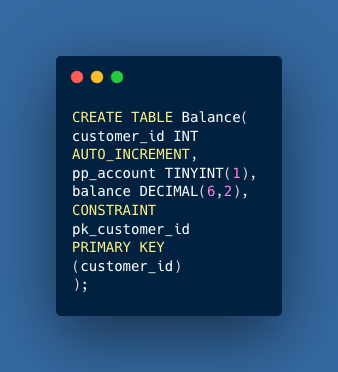 CREATE TABLE Balance(
customer_id INT
AUTO_INCREMENT,
pp_account TINYINT(1),
balance DECIMAL(6,2),
CONSTRAINT
pk_customer_id
PRIMARY KEY
(customer_id)
);